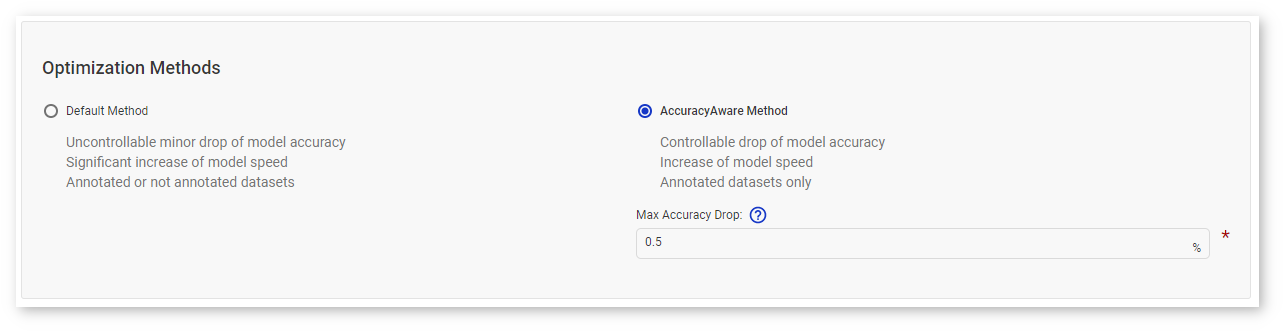 Optimization Methods
Default Method
Uncontrollable minor drop of model accuracy
Significant increase of model speed
Annotated or not annotated datasets
AccuracyAware Method
Controllable drop of model accuracy
Increase of model speed
Annotated datasets only
Max Accuracy Drop: ?
0.5 % *